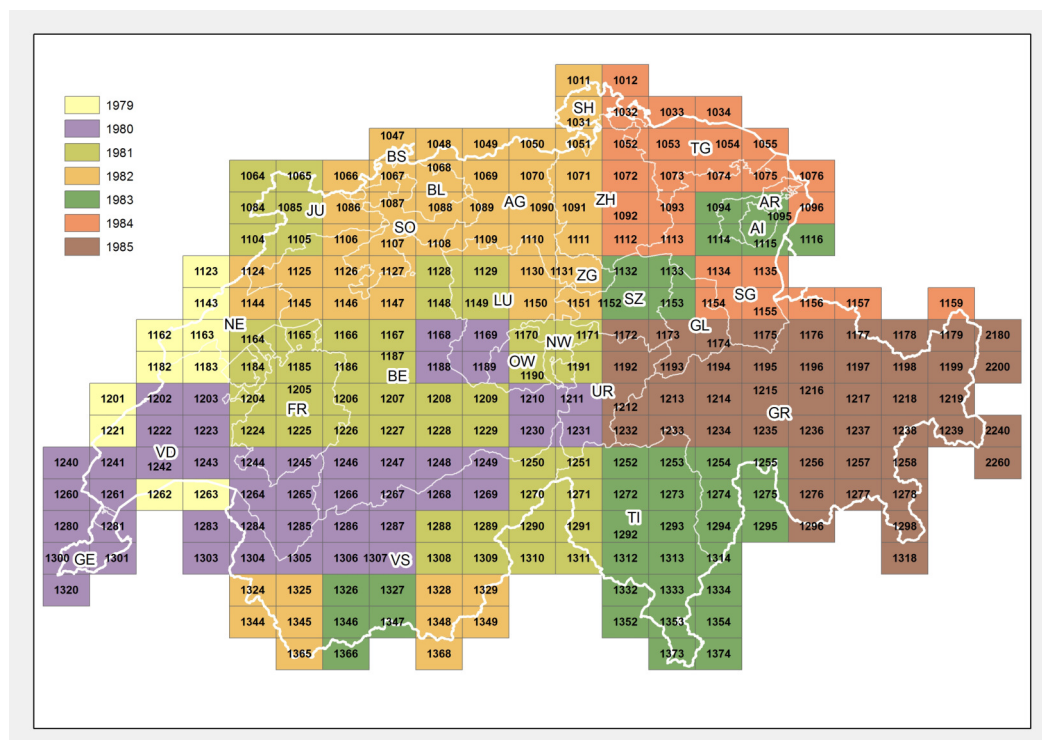 1979
1980
1981
1982
1983
1984
1985
1011 1012
SH
1031 1032 1033 1034
1047 1048 1049 1050 1051 1052 1053 TG 1054 1055
BS
1064 1065 1066 1067 1068 1069 1070 1071 1072 1073 1074 1075 1076
BL
1084 1085 JU 1086 1087 1088 1089 AG 1090 1091 ZH 1092 1093 1094 AR 1095 1096
SO AI
1104 1105 1106 1107 1108 1109 1110 1111 1112 1113 1114 1115 1116
1123 1124 1125 1126 1127 1128 1129 1130 1131 ZG 1132 1133 1134 1135
1143 1144 1145 1146 1147 1148 1149 LU 1150 1151 1152 SZ 1153 1154 SG 1155 1156 1157 1159
NE GL
1162 1163 1164 1165 1166 1167 1168 1169 1170 NW 1171 1172 1173 1174 1175 1176 1177 1178 1179 2180
1182 1183 1184 1185 1186 1187 BE 1188 1189 OW 1190 1191 1192 1193 1194 1195 1196 1197 1198 1199 2200
UR
1201 1202 1203 1204 1205 FR 1206 1207 1208 1209 1210 1211 1212 1213 1214 1215 GR 1216 1217 1218 1219
1221 1222 1223 1224 1225 1226 1227 1228 1229 1230 1231 1232 1233 1234 1235 1236 1237 1238 1239 2240
VD
1240 1241 1242 1243 1244 1245 1246 1247 1248 1249 1250 1251 1252 1253 1254 1255 1256 1257 1258 2260
1260 1261 1262 1263 1264 1265 1266 1267 1268 1269 1270 1271 1272 1273 1274 1275 1276 1277 1278
1280 1281 1283 1284 1285 1286 1287 1288 1289 1290 1291 TI 1292 1293 1294 1295 1296 1298
1300 GE 1301 1303 1304 1305 1306 1307 VS 1308 1309 1310 1311 1312 1313 1314 1318
1320 1324 1325 1326 1327 1328 1329 1332 1333 1334
1344 1345 1346 1347 1348 1349 1352 1353 1354
1365 1366 1368 1373 1374